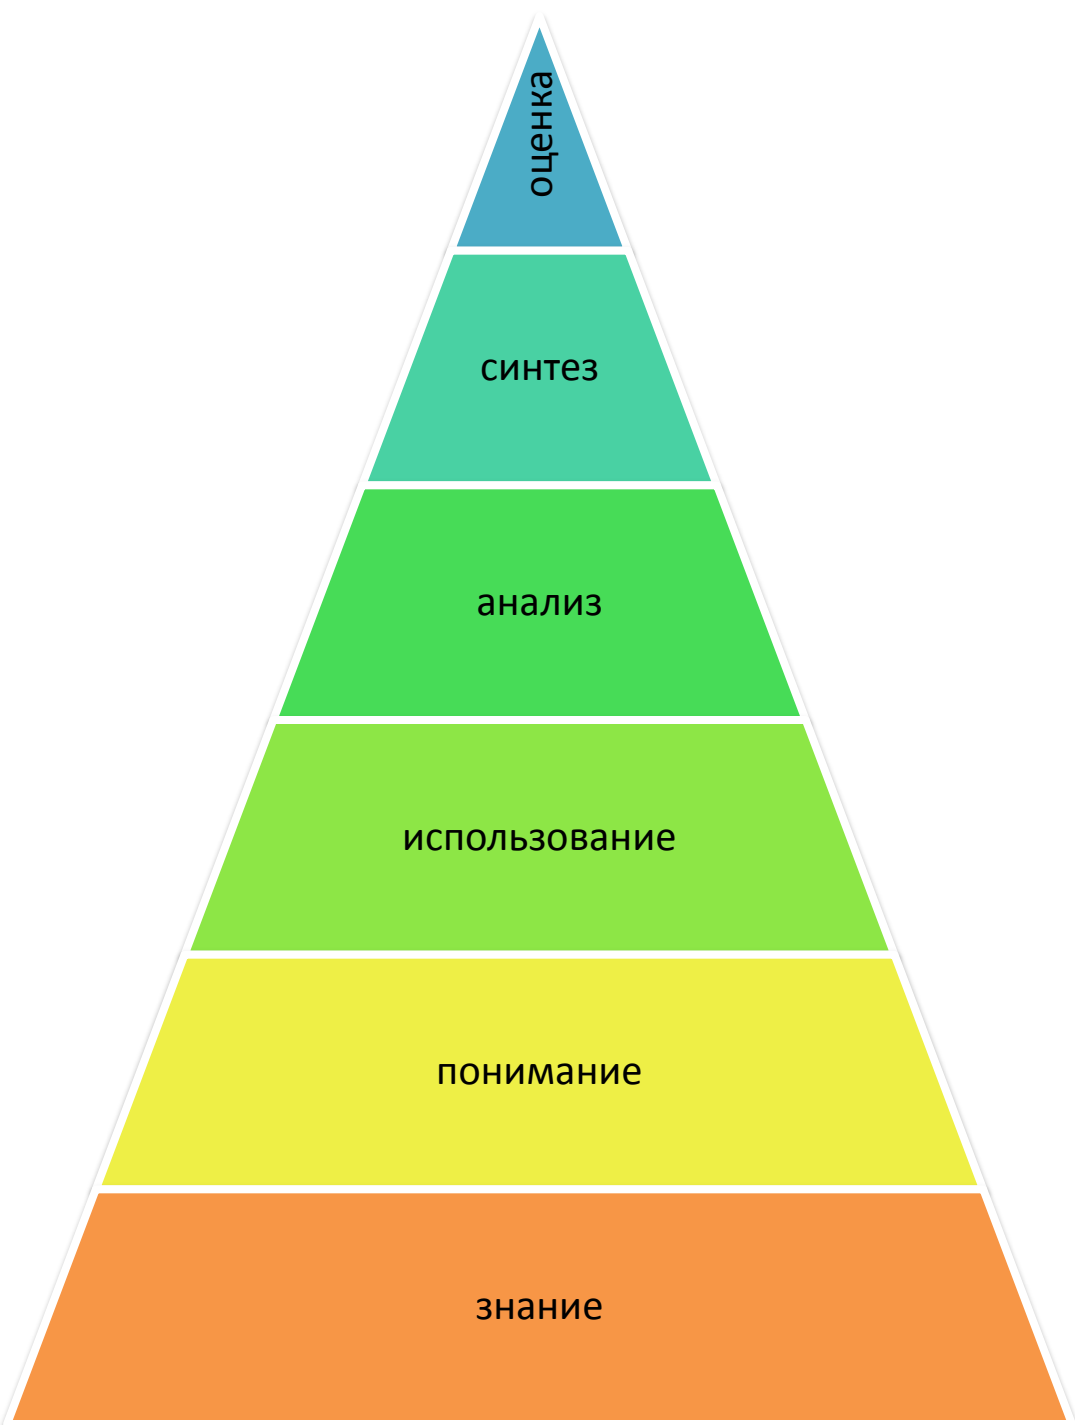 оценка
синтез
анализ
использование
понимание
знание